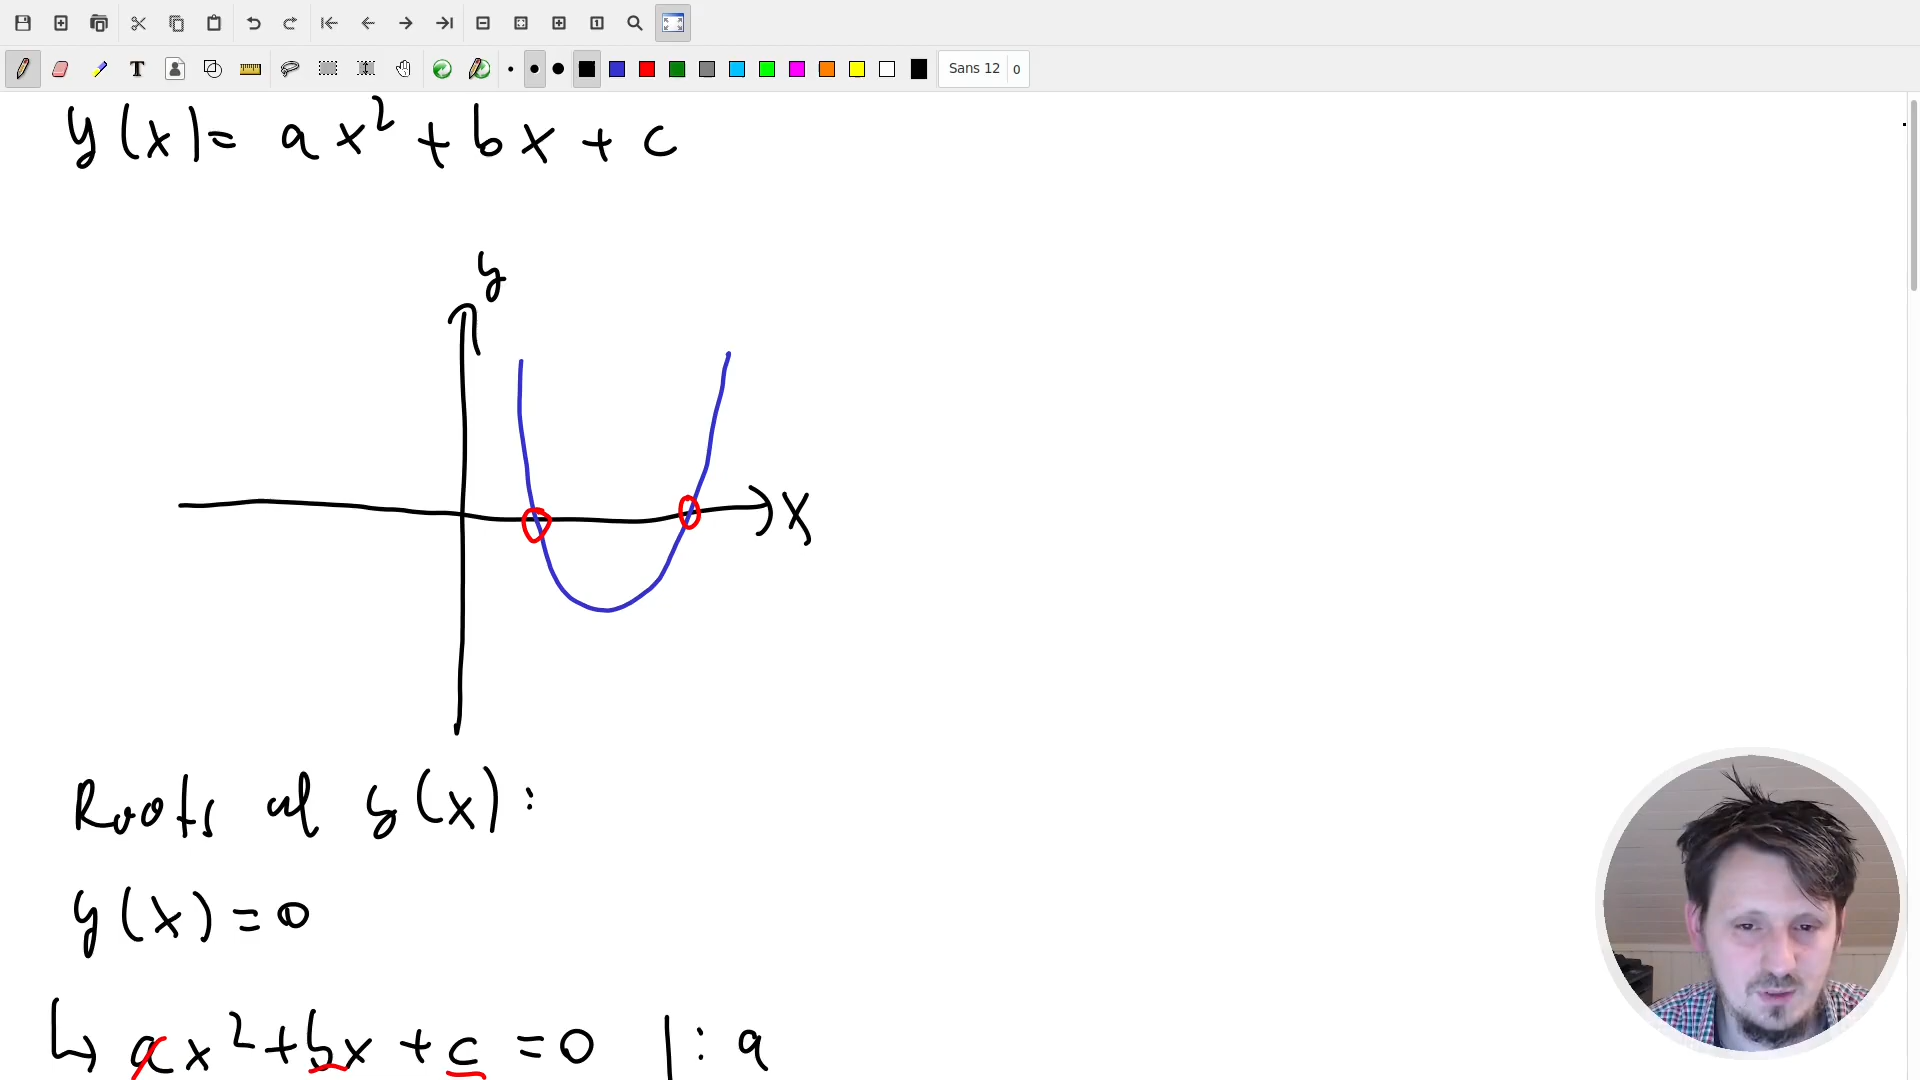 Sans 12 0
y(x)= ax² + bx + c
y
x
Roots of y(x):
y(x)=0
↳ ax²+bx + c = 0 | : a